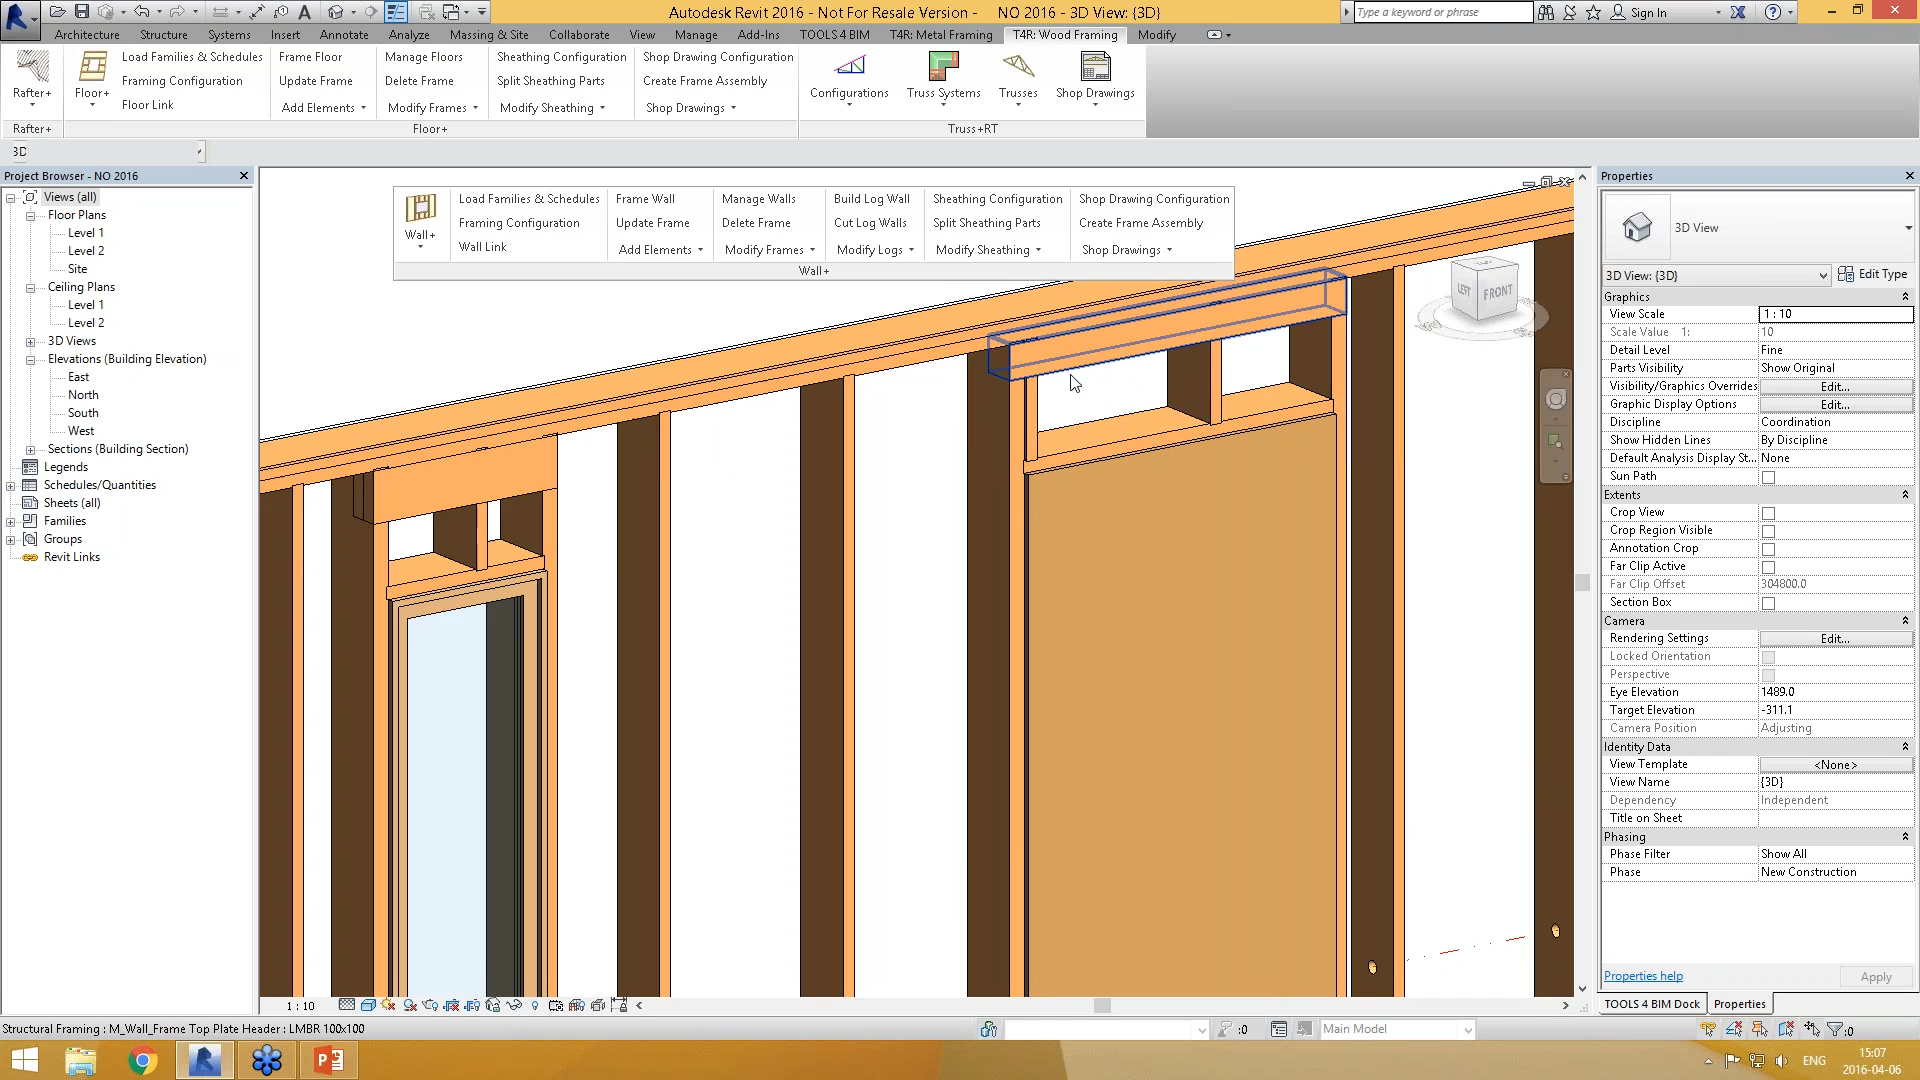 Autodesk Revit 2016 - Not For Resale Version - NO 2016 - 3D View: {3D}
Type a keyword or phrase
Sign In
Architecture Structure Systems Insert Annotate Analyze Massing & Site Collaborate View Manage Add-Ins TOOLS 4 BIM T4R: Metal Framing T4R: Wood Framing Modify
Rafter+
Floor+
Load Families & Schedules
Framing Configuration
Floor Link
Frame Floor
Update Frame
Add Elements
Manage Floors
Delete Frame
Modify Frames
Sheathing Configuration
Split Sheathing Parts
Modify Sheathing
Shop Drawing Configuration
Create Frame Assembly
Shop Drawings
Configurations
Truss Systems
Trusses
Shop Drawings
Rafter+
Floor+
Truss+RT
3D
Project Browser - NO 2016
Views (all)
Floor Plans
Level 1
Level 2
Site
Ceiling Plans
Level 1
Level 2
3D Views
Elevations (Building Elevation)
East
North
South
West
Sections (Building Section)
Legends
Schedules/Quantities
Sheets (all)
Families
Groups
Revit Links
Wall+
Load Families & Schedules
Framing Configuration
Wall Link
Frame Wall
Update Frame
Add Elements
Manage Walls
Delete Frame
Modify Frames
Build Log Wall
Cut Log Walls
Modify Logs
Sheathing Configuration
Split Sheathing Parts
Modify Sheathing
Shop Drawing Configuration
Create Frame Assembly
Shop Drawings
Wall+
LEFT FRONT
Properties
3D View
3D View: {3D}
Edit Type
Graphics
View Scale 1 : 10
Scale Value 1: 10
Detail Level Fine
Parts Visibility Show Original
Visibility/Graphics Overrides Edit...
Graphic Display Options Edit...
Discipline Coordination
Show Hidden Lines By Discipline
Default Analysis Display St... None
Sun Path
Extents
Crop View
Crop Region Visible
Annotation Crop
Far Clip Active
Far Clip Offset 304800.0
Section Box
Camera
Rendering Settings Edit...
Locked Orientation
Perspective
Eye Elevation 1489.0
Target Elevation -311.1
Camera Position Adjusting
Identity Data
View Template <None>
View Name {3D}
Dependency Independent
Title on Sheet
Phasing
Phase Filter Show All
Phase New Construction
Properties help
Apply
TOOLS 4 BIM Dock Properties
1 : 10
Structural Framing : M_Wall_Frame Top Plate Header : LMBR 100x100
:0
Main Model
:0
ENG
15:07
2016-04-06